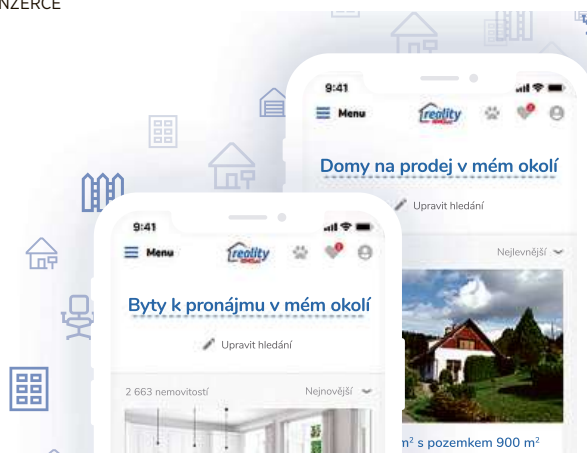 NZERCE
9:41
Menu
reality
Domy na prodej v mém okolí
Upravit hledání
Nejlevnější
m² s pozemkem 900 m²
9:41
Menu
reality
Byty k pronájmu v mém okolí
Upravit hledání
2 663 nemovitostí
Nejnovější